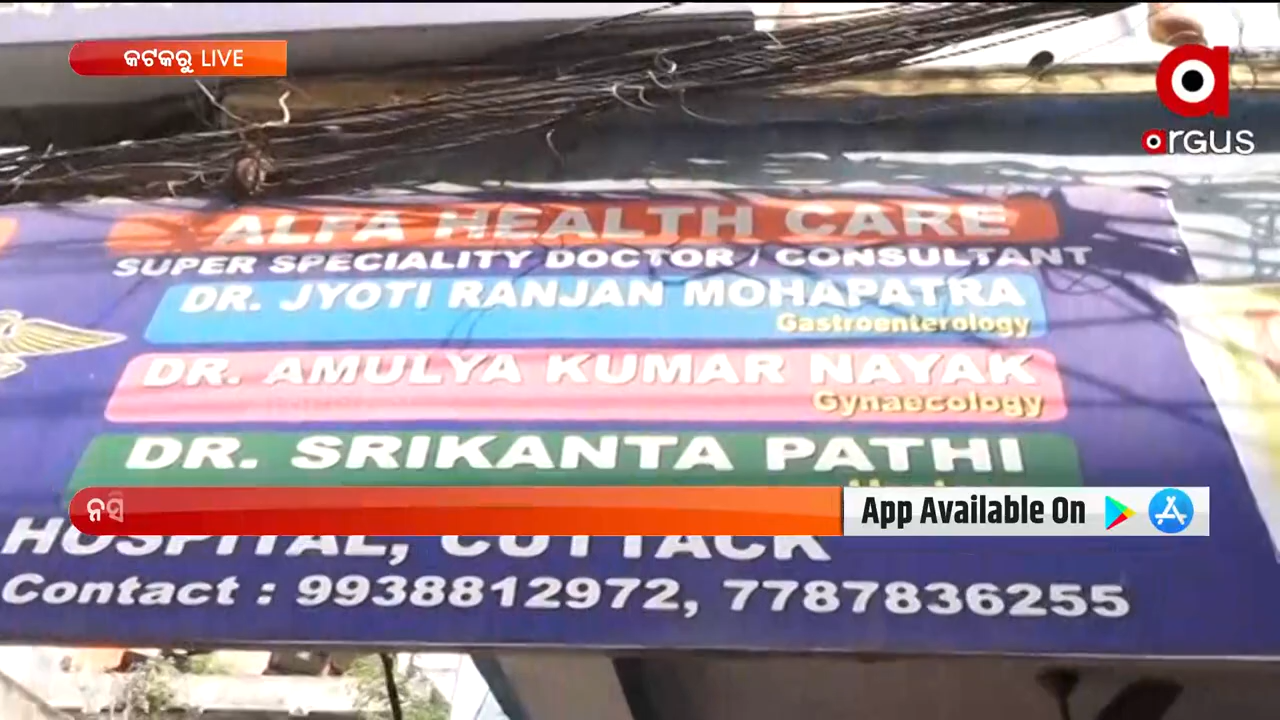 କଟକରୁ LIVE
argus
ALFA HEALTH CARE
SUPER SPECIALITY DOCTOR / CONSULTANT
DR. JYOTI RANJAN MOHAPATRA
Gastroenterology
DR. AMULYA KUMAR NAYAK
Gynaecology
DR. SRIKANTA PATHI
App Available On
HOSPITAL, CUTTACK
Contact : 9938812972, 7787836255